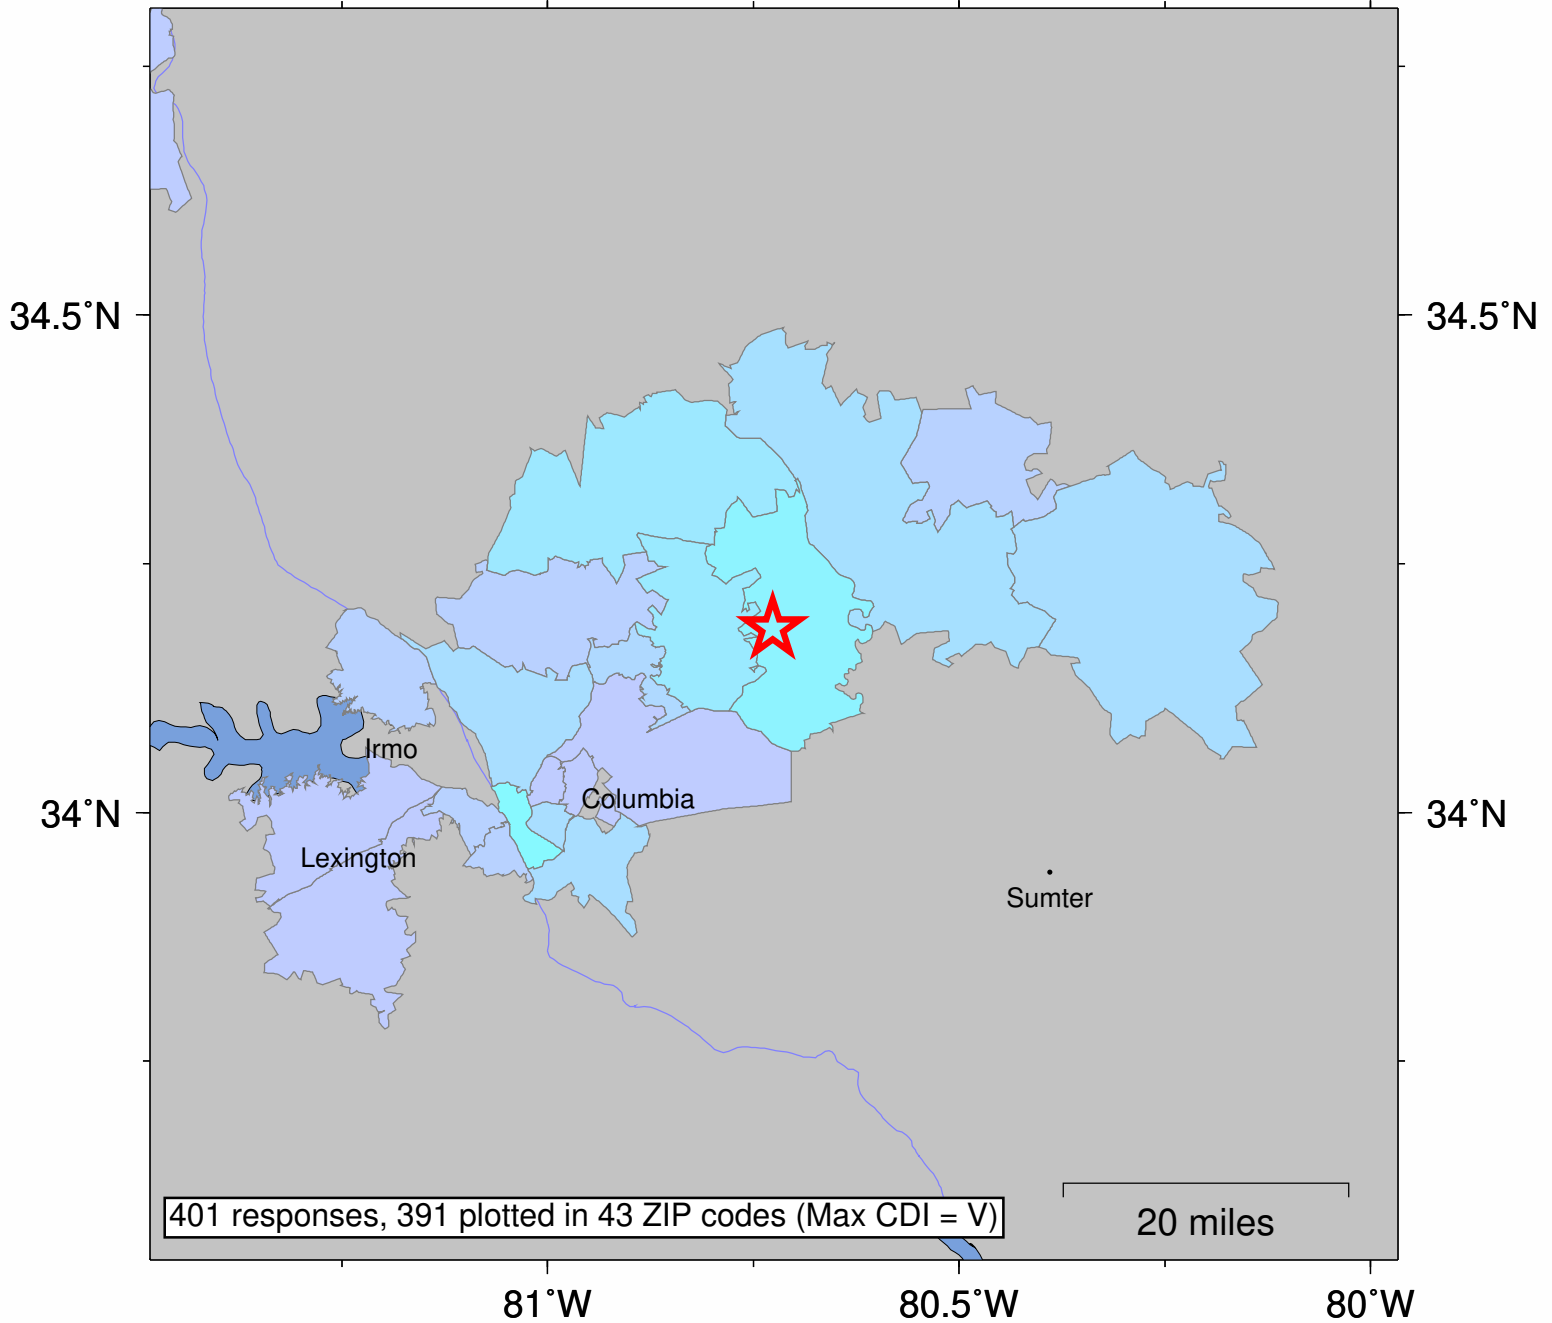 34.5°N
34.5°N
Irmo
Columbia
34°N
34°N
Lexington
Sumter
401 responses, 391 plotted in 43 ZIP codes (Max CDI = V)
20 miles
81°W
80.5°W
80°W